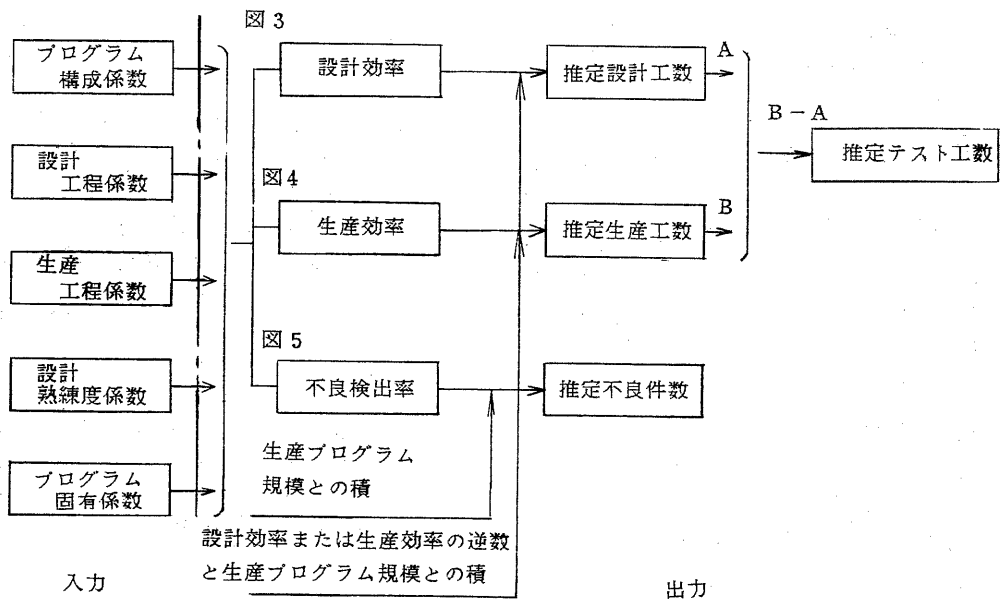 図3
プログラム
構成係数
設計効率
推定設計工数
A
B－A
推定テスト工数
設計
工程係数
図4
生産効率
推定生産工数
B
生産
工程係数
図5
設計
熟練度係数
不良検出率
推定不良件数
生産プログラム
規模との積
プログラム
固有係数
設計効率または生産効率の逆数
と生産プログラム規模との積
入力
出力